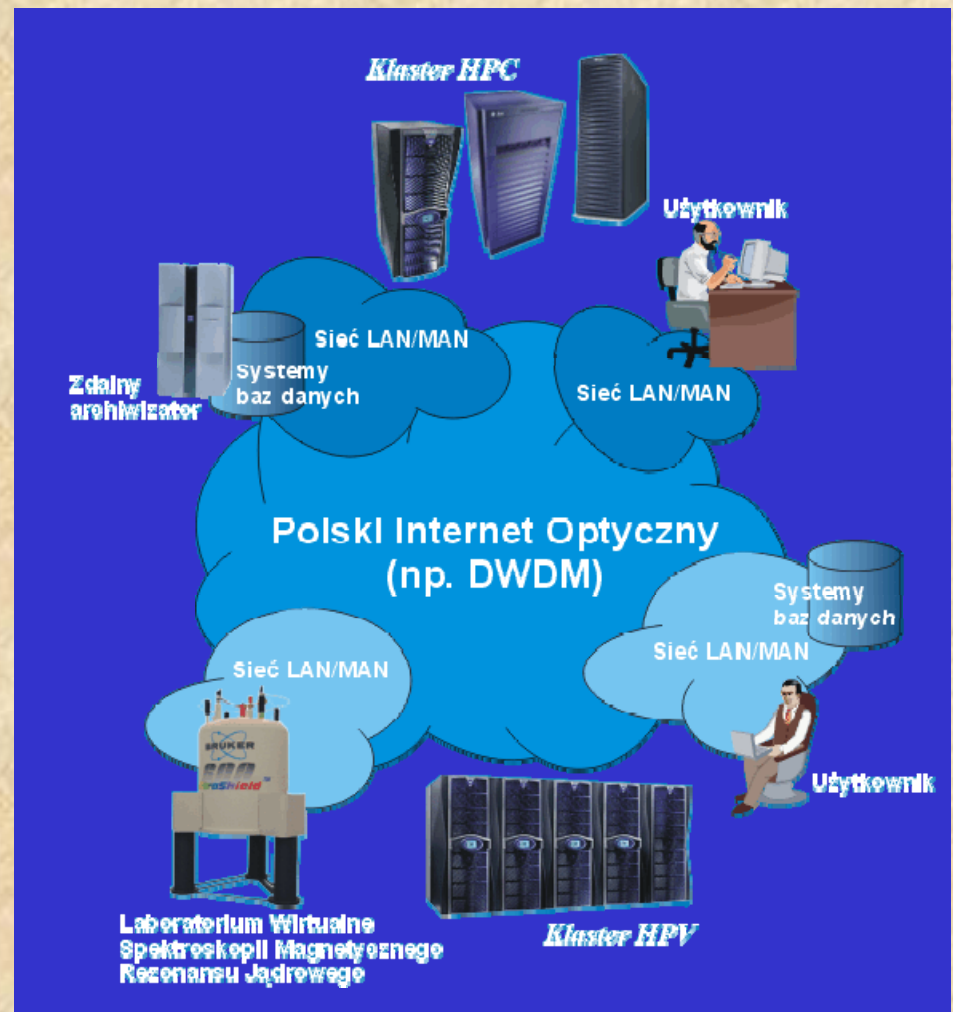 Klaster HPC
Użytkownik
Sieć LAN/MAN
Systemy
baz danych
Zdalny
archiwizator
Sieć LAN/MAN
Polski Internet Optyczny
(np. DWDM)
Systemy
baz danych
Sieć LAN/MAN
Sieć LAN/MAN
BRUKER
Użytkownik
Laboratorium Wirtualne
Spektroskopii Magnetycznego
Rezonansu Jądrowego
Klaster HPV